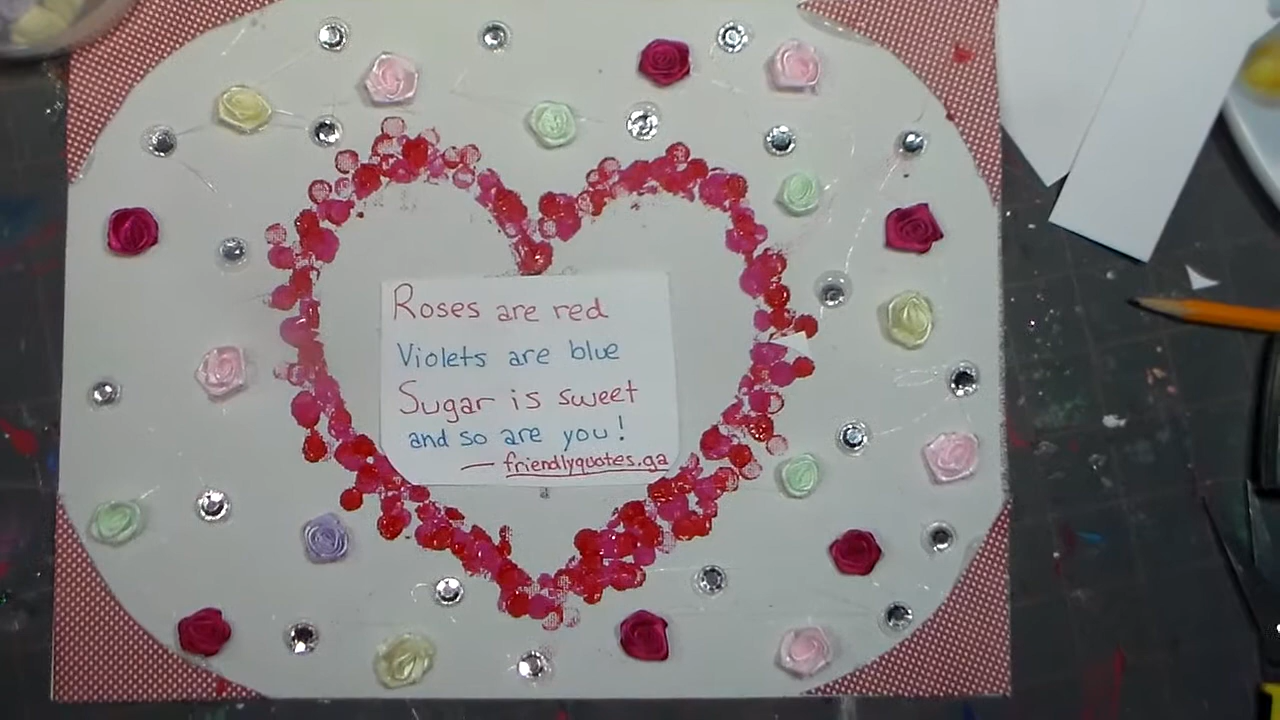 Roses are red
Violets are blue
Sugar is sweet
and so are you!
— friendlyquotes.ga